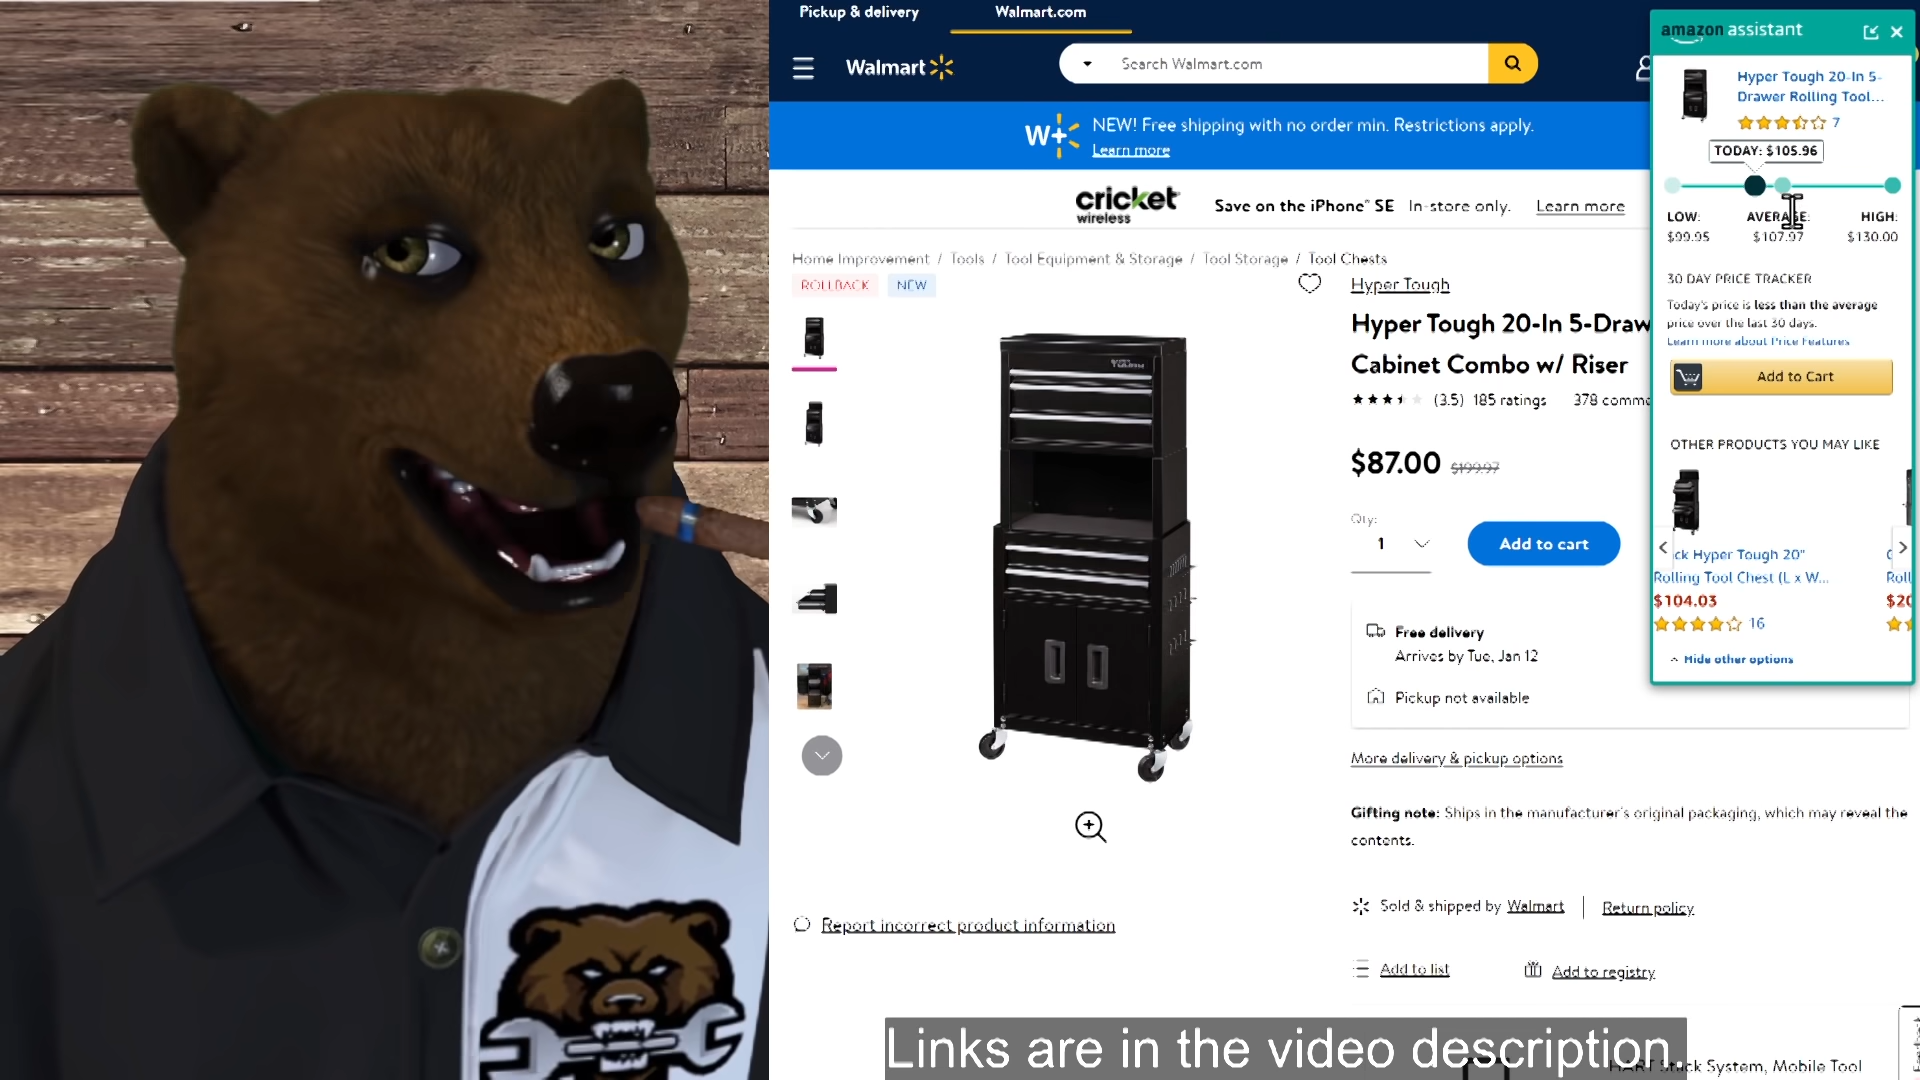 Pickup & delivery
Walmart.com
Walmart
Search Walmart.com
W+
NEW! Free shipping with no order min. Restrictions apply.
Learn more
cricket
wireless
Save on the iPhone SE In-store only. Learn more
Home Improvement / Tools / Tool Equipment & Storage / Tool Storage / Tool Chests
ROLLBACK
NEW
Hyper Tough
Hyper Tough 20-In 5-Draw
Cabinet Combo w/ Riser
(3.5) 185 ratings 378 comme
$87.00 $199.97
Qty:
1
Add to cart
Free delivery
Arrives by Tue, Jan 12
Pickup not available
More delivery & pickup options
Gifting note: Ships in the manufacturer's original packaging, which may reveal the
contents.
Report incorrect product information
Sold & shipped by Walmart
Return policy
Add to list
Add to registry
Stack System, Mobile Tool
amazon assistant
Hyper Tough 20-In 5-
Drawer Rolling Tool...
7
TODAY: $105.96
LOW: AVERAGE: HIGH:
$99.95 $107.97 $130.00
30 DAY PRICE TRACKER
Today's price is less than the average
price over the last 30 days.
Learn more about Price Features
Add to Cart
OTHER PRODUCTS YOU MAY LIKE
ck Hyper Tough 20"
Rolling Tool Chest (L x W...
Roll
$104.03
$20
16
Hide other options
Links are in the video description.